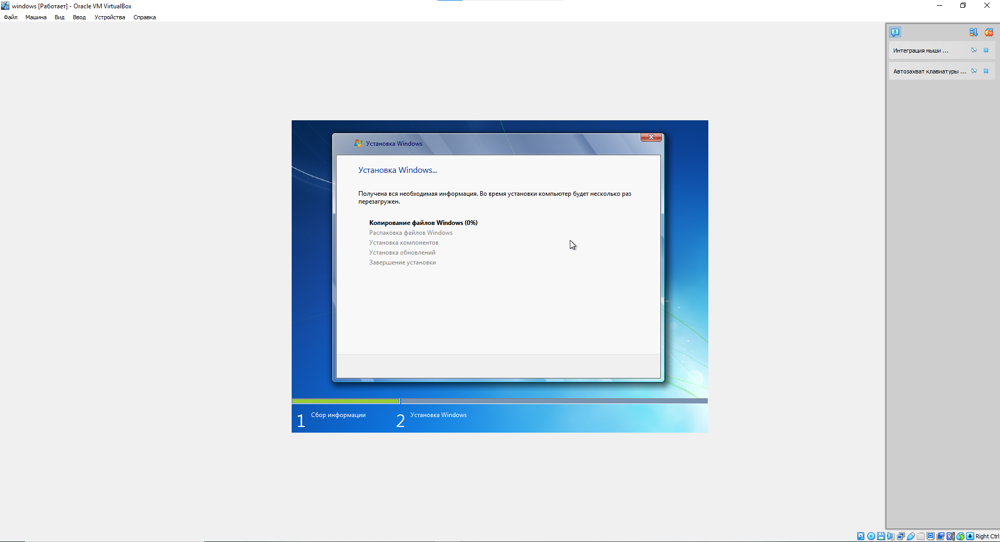 windows [Работает] - Oracle VM VirtualBox
Файл Машина Вид Ввод Устройства Справка
Интеграция мыши ...
Автозахват клавиатуры ...
Установка Windows
Установка Windows...
Получена вся необходимая информация. Во время установки компьютер будет несколько раз
перезагружен.
Копирование файлов Windows (0%)
Распаковка файлов Windows
Установка компонентов
Установка обновлений
Завершение установки
1 Сбор информации 2 Установка Windows
Right Ctrl